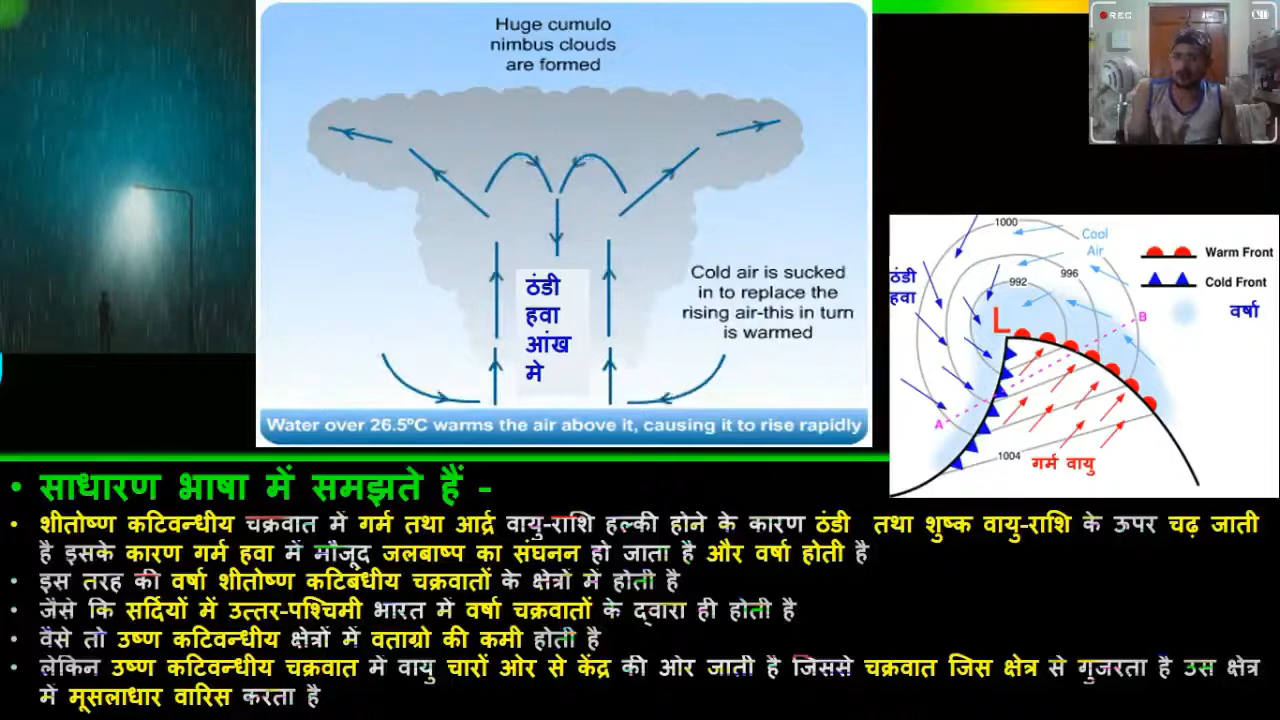 Huge cumulo
nimbus clouds
are formed
Cold air is sucked
in to replace the
rising air-this in turn
is warmed
ठंडी
हवा
आंख
मे
Water over 26.5ºC warms the air above it, causing it to rise rapidly
REC
1000
Cool
Air
996
992
ठंडी
हवा
L
B
A
1004
गर्म वायु
Warm Front
Cold Front
वर्षा
• साधारण भाषा में समझते हैं -
• शीतोष्ण कटिवन्धीय चक्रवात में गर्म तथा आर्द्र वायु-राशि हल्की होने के कारण ठंडी तथा शुष्क वायु-राशि के ऊपर चढ़ जाती
है इसके कारण गर्म हवा में मौजूद जलबाष्प का संघनन हो जाता है और वर्षा होती है
• इस तरह की वर्षा शीतोष्ण कटिबंधीय चक्रवातों के क्षेत्रों में होती है
• जैसे कि सर्दियों में उत्तर-पश्चिमी भारत में वर्षा चक्रवातों के द्वारा ही होती है
• वैसे तो उष्ण कटिवन्धीय क्षेत्रों में वताग्रो की कमी होती है
• लेकिन उष्ण कटिवन्धीय चक्रवात में वायु चारों ओर से केंद्र की ओर जाती है जिससे चक्रवात जिस क्षेत्र से गुजरता है उस क्षेत्र
में मूसलाधार वारिस करता है